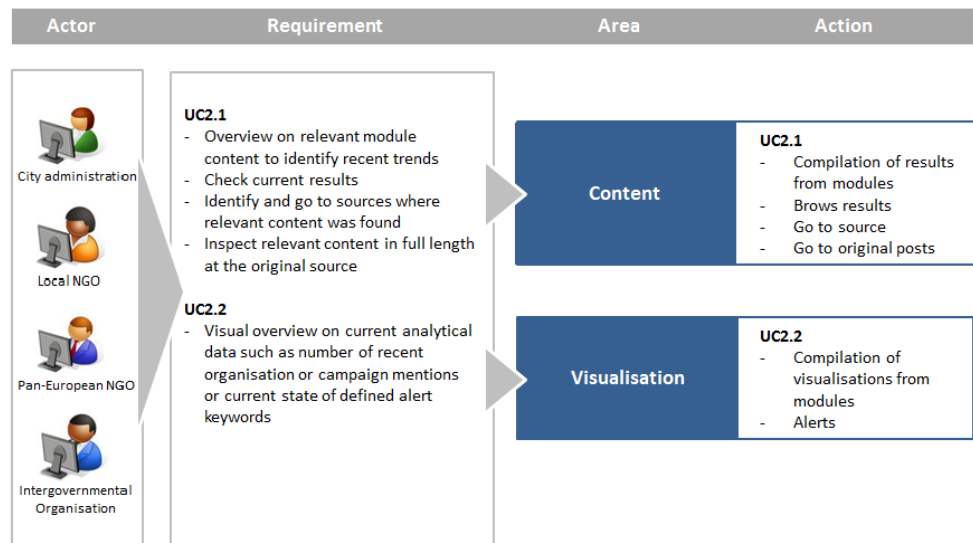 Actor
Requirement
Area
Action
City administration
Local NGO
Pan-European NGO
Intergovernmental
Organisation
UC2.1
- Overview on relevant module
content to identify recent trends
- Check current results
- Identify and go to sources where
relevant content was found
- Inspect relevant content in full length
at the original source
UC2.2
- Visual overview on current analytical
data such as number of recent
organisation or campaign mentions
or current state of defined alert
keywords
Content
UC2.1
- Compilation of results
from modules
- Brows results
- Go to source
- Go to original posts
Visualisation
UC2.2
- Compilation of
visualisations from
modules
- Alerts